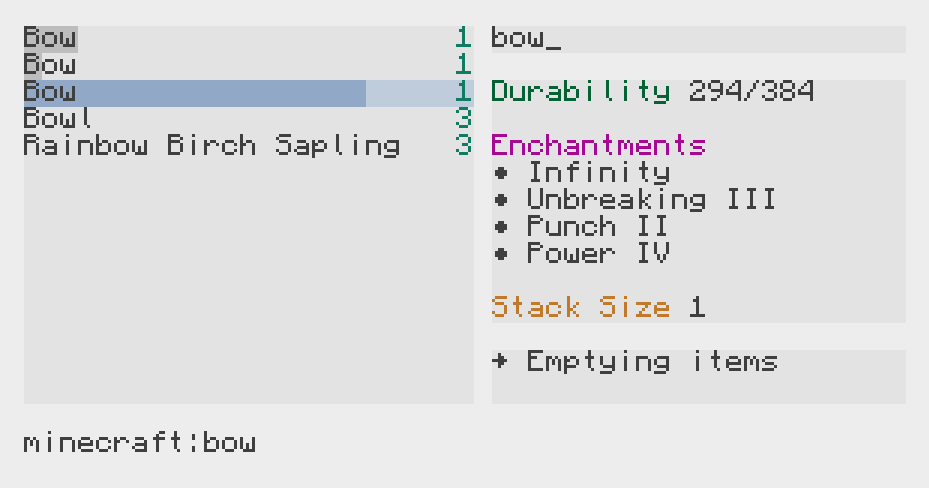 Bow 1
Bow 1
Bow 1
Bowl 3
Rainbow Birch Sapling 3
bow_
Durability 294/384
Enchantments
• Infinity
• Unbreaking III
• Punch II
• Power IV
Stack Size 1
→ Emptying items
minecraft:bow